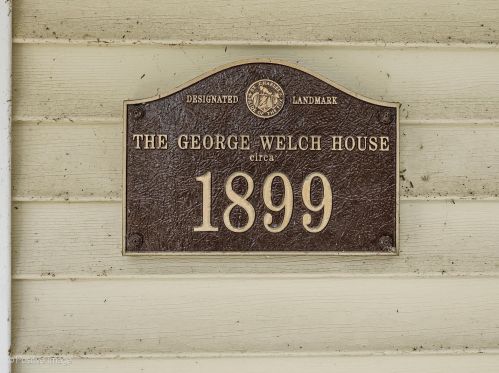 DESIGNATED LANDMARK
THE GEORGE WELCH HOUSE
circa
1899